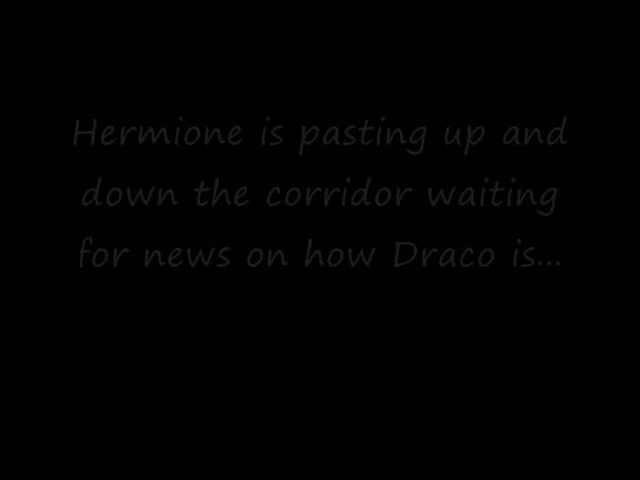 Hermione is pasting up and
down the corridor waiting
for news on how Draco is...